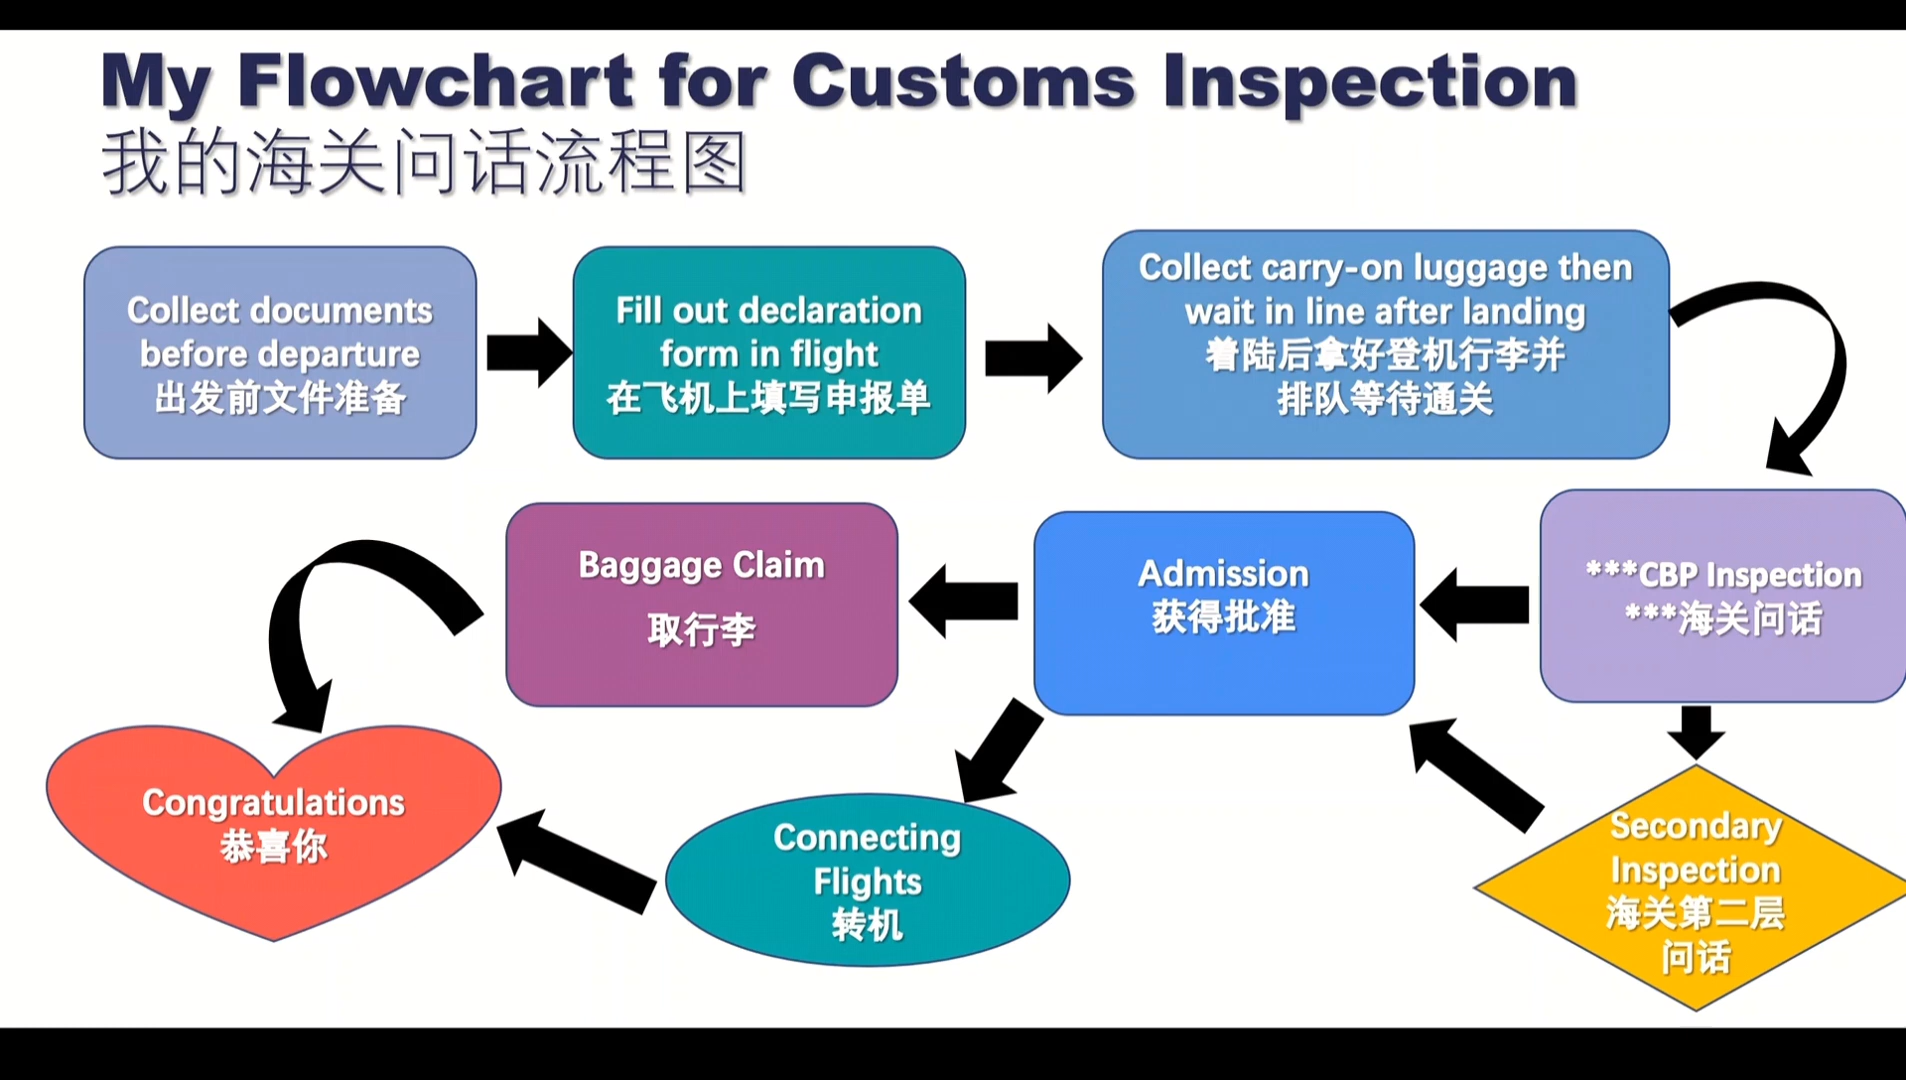 My Flowchart for Customs Inspection
我的海关问话流程图
Collect documents
before departure
出发前文件准备
Fill out declaration
form in flight
在飞机上填写申报单
Collect carry-on luggage then
wait in line after landing
着陆后拿好登机行李并
排队等待通关
***CBP Inspection
***海关问话
Admission
获得批准
Baggage Claim
取行李
Congratulations
恭喜你
Connecting
Flights
转机
Secondary
Inspection
海关第二层
问话